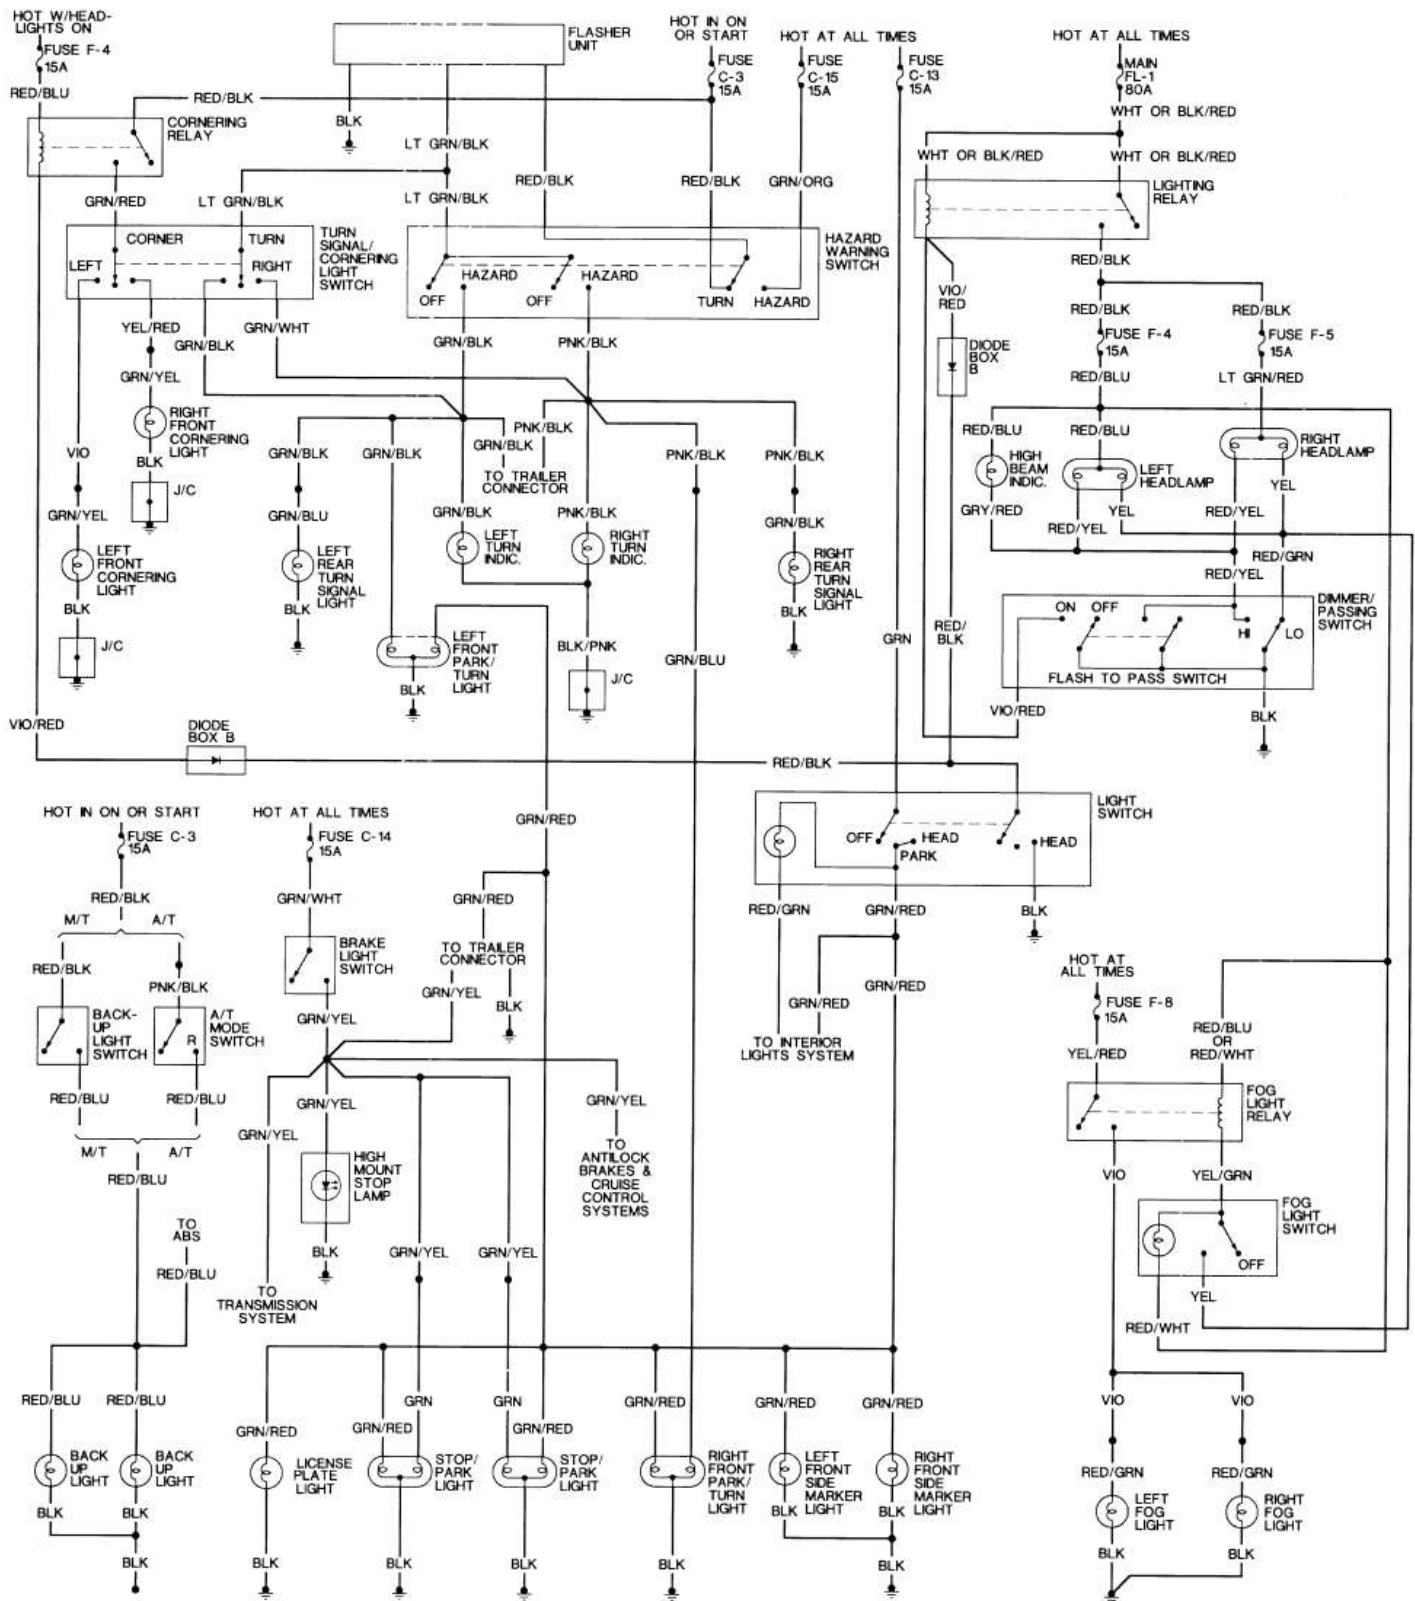 HOT W/HEAD-
LIGHTS ON
FUSE F-4
15A
RED/BLU
FLASHER
UNIT
HOT IN ON
OR START
FUSE
C-3
15A
HOT AT ALL TIMES
FUSE
C-15
15A
FUSE
C-13
15A
HOT AT ALL TIMES
MAIN
FL-1
80A
WHT OR BLK/RED
RED/BLK
CORNERING
RELAY
BLK
LT GRN/BLK
RED/BLK
RED/BLK
GRN/ORG
WHT OR BLK/RED
WHT OR BLK/RED
LIGHTING
RELAY
GRN/RED
LT GRN/BLK
LT GRN/BLK
CORNER
TURN
LEFT
RIGHT
TURN
SIGNAL/
CORNERING
LIGHT
SWITCH
HAZARD
OFF
HAZARD
OFF
TURN
HAZARD
HAZARD
WARNING
SWITCH
RED/BLK
VIO/
RED
RED/BLK
RED/BLK
FUSE F-4
15A
FUSE F-5
15A
DIODE
BOX
B
YEL/RED
GRN/BLK
GRN/WHT
GRN/BLK
PNK/BLK
GRN/YEL
RED/BLU
LT GRN/RED
RIGHT
FRONT
CORNERING
LIGHT
VIO
BLK
J/C
GRN/BLK
GRN/BLK
GRN/BLK
PNK/BLK
TO TRAILER
CONNECTOR
PNK/BLK
PNK/BLK
RED/BLU
RED/BLU
HIGH
BEAM
INDIC.
LEFT
HEADLAMP
RIGHT
HEADLAMP
GRY/RED
YEL
RED/YEL
RED/YEL
YEL
GRN/YEL
GRN/BLU
GRN/BLK
PNK/BLK
GRN/BLK
LEFT
FRONT
CORNERING
LIGHT
BLK
J/C
LEFT
REAR
TURN
SIGNAL
LIGHT
BLK
LEFT
TURN
INDIC.
RIGHT
TURN
INDIC.
RIGHT
REAR
TURN
SIGNAL
LIGHT
BLK
RED/YEL
RED/GRN
DIMMER/
PASSING
SWITCH
ON
OFF
HI
LO
FLASH TO PASS SWITCH
LEFT
FRONT
PARK/
TURN
LIGHT
BLK
BLK/PNK
J/C
GRN/BLU
GRN
RED/
BLK
VIO/RED
BLK
VIO/RED
DIODE
BOX B
RED/BLK
HOT IN ON OR START
FUSE C-3
15A
HOT AT ALL TIMES
FUSE C-14
15A
GRN/RED
LIGHT
SWITCH
OFF
HEAD
PARK
HEAD
RED/GRN
GRN/RED
BLK
RED/BLK
GRN/WHT
M/T
A/T
RED/BLK
PNK/BLK
BRAKE
LIGHT
SWITCH
GRN/RED
TO TRAILER
CONNECTOR
GRN/YEL
BLK
GRN/RED
GRN/RED
TO INTERIOR
LIGHTS SYSTEM
HOT AT
ALL TIMES
FUSE F-8
15A
YEL/RED
RED/BLU
OR
RED/WHT
BACK-
UP
LIGHT
SWITCH
R
A/T
MODE
SWITCH
GRN/YEL
RED/BLU
RED/BLU
M/T
A/T
RED/BLU
GRN/YEL
GRN/YEL
GRN/YEL
TO
ANTILOCK
BRAKES &
CRUISE
CONTROL
SYSTEMS
HIGH
MOUNT
STOP
LAMP
BLK
FOG
LIGHT
RELAY
VIO
YEL/GRN
FOG
LIGHT
SWITCH
OFF
YEL
RED/WHT
TO
ABS
RED/BLU
GRN/YEL
GRN/YEL
TO
TRANSMISSION
SYSTEM
RED/BLU
RED/BLU
GRN/RED
GRN/RED
GRN
GRN
GRN/RED
GRN/RED
GRN/RED
GRN/RED
VIO
VIO
BACK
UP
LIGHT
BACK
UP
LIGHT
LICENSE
PLATE
LIGHT
STOP/
PARK
LIGHT
STOP/
PARK
LIGHT
RIGHT
FRONT
PARK/
TURN
LIGHT
LEFT
FRONT
SIDE
MARKER
LIGHT
RIGHT
FRONT
SIDE
MARKER
LIGHT
RED/GRN
RED/GRN
LEFT
FOG
LIGHT
RIGHT
FOG
LIGHT
BLK
BLK
BLK
BLK
BLK
BLK
BLK
BLK
BLK
BLK
BLK
BLK